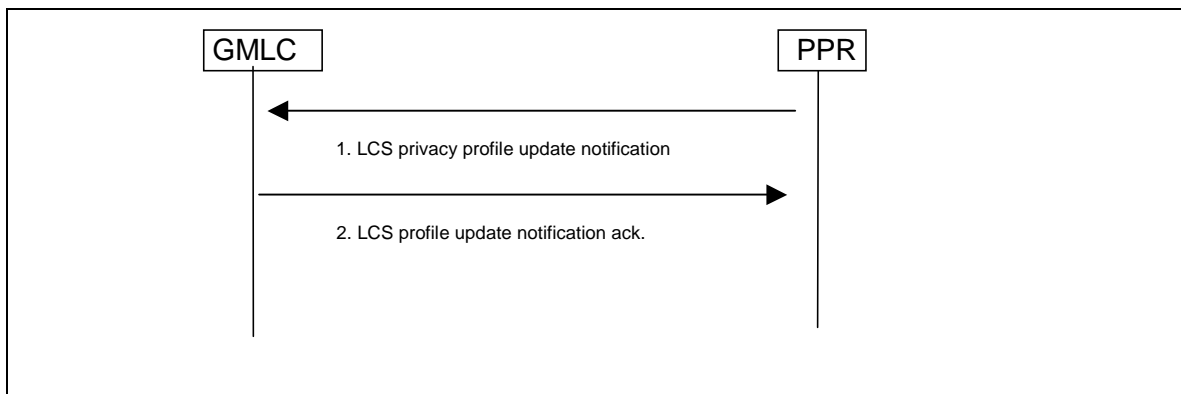 GMLC
PPR
1. LCS privacy profile update notification
2. LCS profile update notification ack.